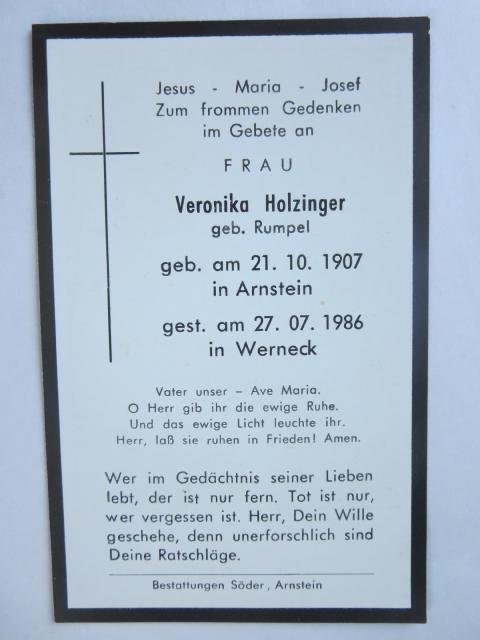 Jesus - Maria - Josef
Zum frommen Gedenken
im Gebete an
FRAU
Veronika Holzinger
geb. Rumpel
geb. am 21. 10. 1907
in Arnstein
gest. am 27. 07. 1986
in Werneck
Vater unser – Ave Maria.
O Herr gib ihr die ewige Ruhe.
Und das ewige Licht leuchte ihr.
Herr, laß sie ruhen in Frieden! Amen.
Wer im Gedächtnis seiner Lieben
lebt, der ist nur fern. Tot ist nur,
wer vergessen ist. Herr, Dein Wille
geschehe, denn unerforschlich sind
Deine Ratschläge.
Bestattungen Söder, Arnstein